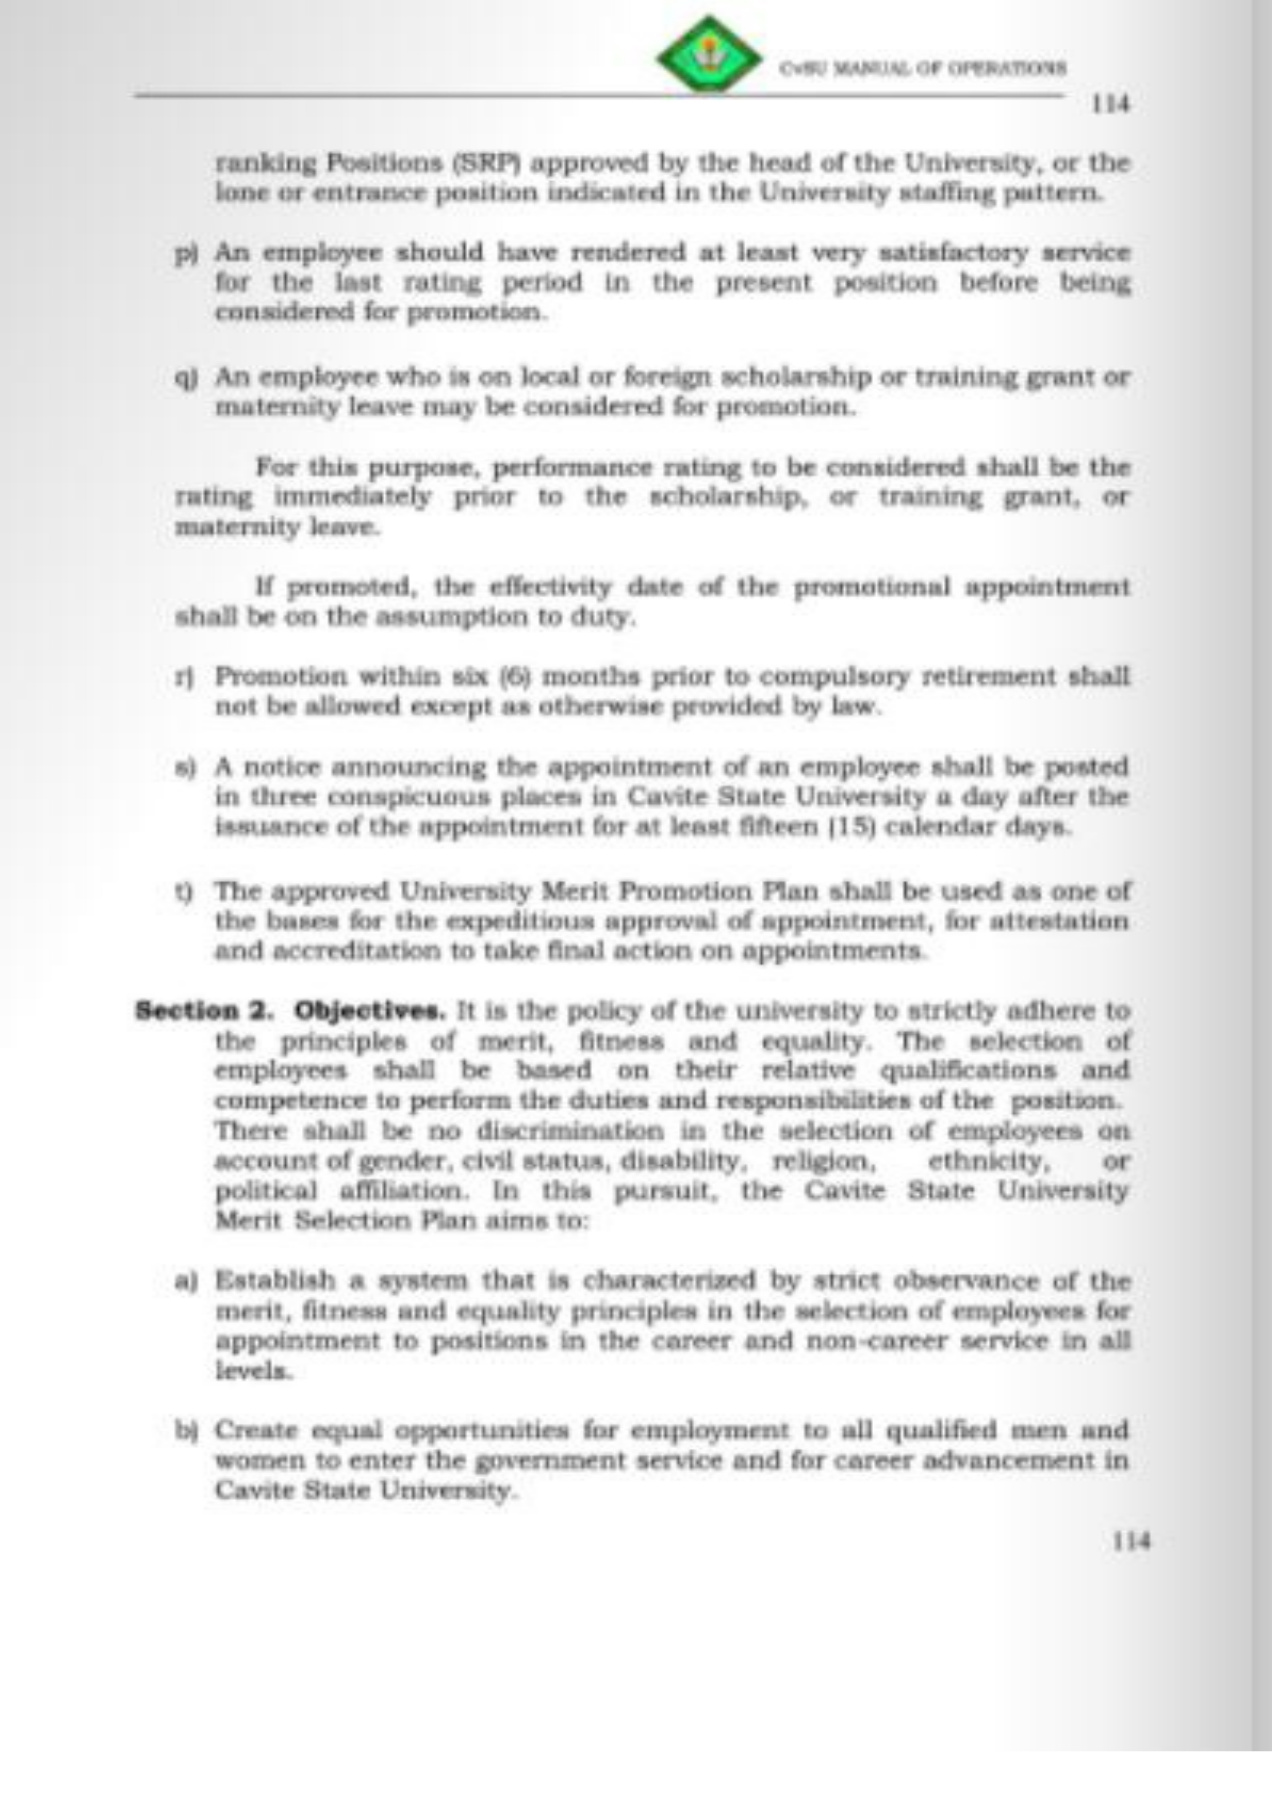 CvSU MANUAL OF OPERATIONS
114
ranking Positions (SRP) approved by the head of the University, or the
lone or entrance position indicated in the University staffing pattern.
p) An employee should have rendered at least very satisfactory service
for the last rating period in the present position before being
considered for promotion.
q) An employee who is on local or foreign scholarship or training grant or
maternity leave may be considered for promotion.
For this purpose, performance rating to be considered shall be the
rating immediately prior to the scholarship, or training grant, or
maternity leave.
If promoted, the effectivity date of the promotional appointment
shall be on the assumption to duty.
r) Promotion within six (6) months prior to compulsory retirement shall
not be allowed except as otherwise provided by law.
s) A notice announcing the appointment of an employee shall be posted
in three conspicuous places in Cavite State University a day after the
issuance of the appointment for at least fifteen (15) calendar days.
t) The approved University Merit Promotion Plan shall be used as one of
the bases for the expeditious approval of appointment, for attestation
and accreditation to take final action on appointments.
Section 2. Objectives. It is the policy of the university to strictly adhere to
the principles of merit, fitness and equality. The selection of
employees shall be based on their relative qualifications and
competence to perform the duties and responsibilities of the position.
There shall be no discrimination in the selection of employees on
account of gender, civil status, disability, religion, ethnicity, or
political affiliation. In this pursuit, the Cavite State University
Merit Selection Plan aims to:
a) Establish a system that is characterized by strict observance of the
merit, fitness and equality principles in the selection of employees for
appointment to positions in the career and non-career service in all
levels.
b) Create equal opportunities for employment to all qualified men and
women to enter the government service and for career advancement in
Cavite State University.
114